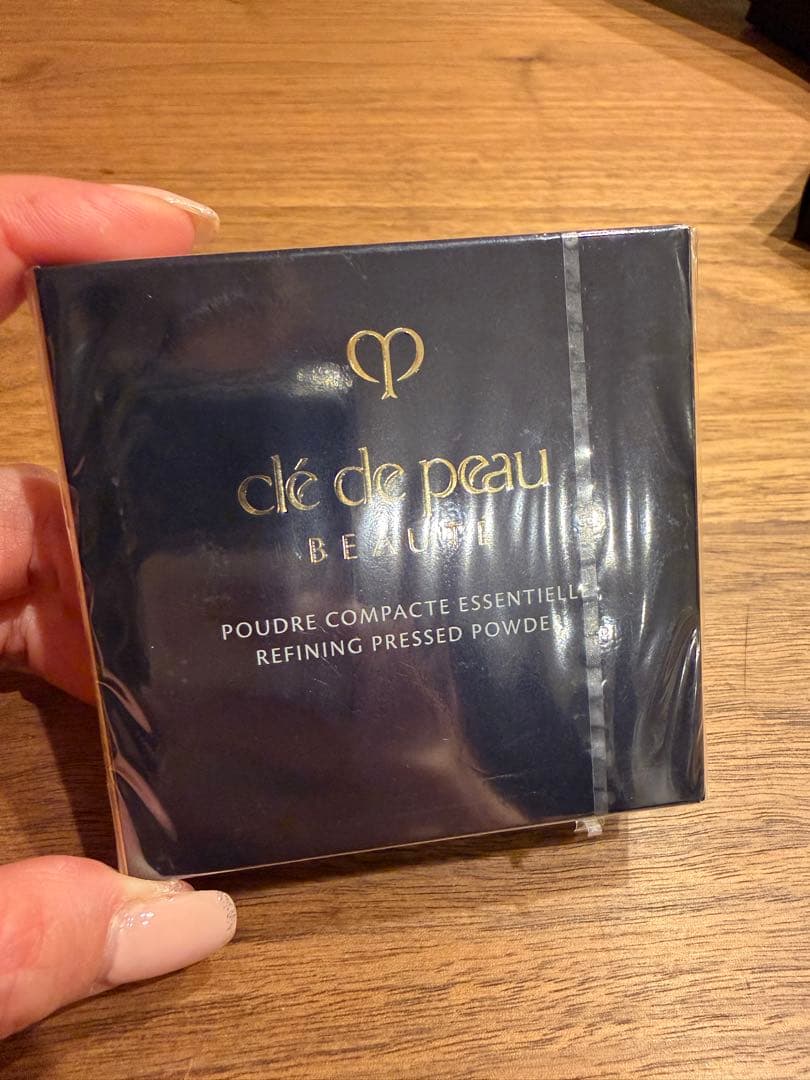 clé de peau
BEAUTÉ
POUDRE COMPACTE ESSENTIELLE
REFINING PRESSED POWDER